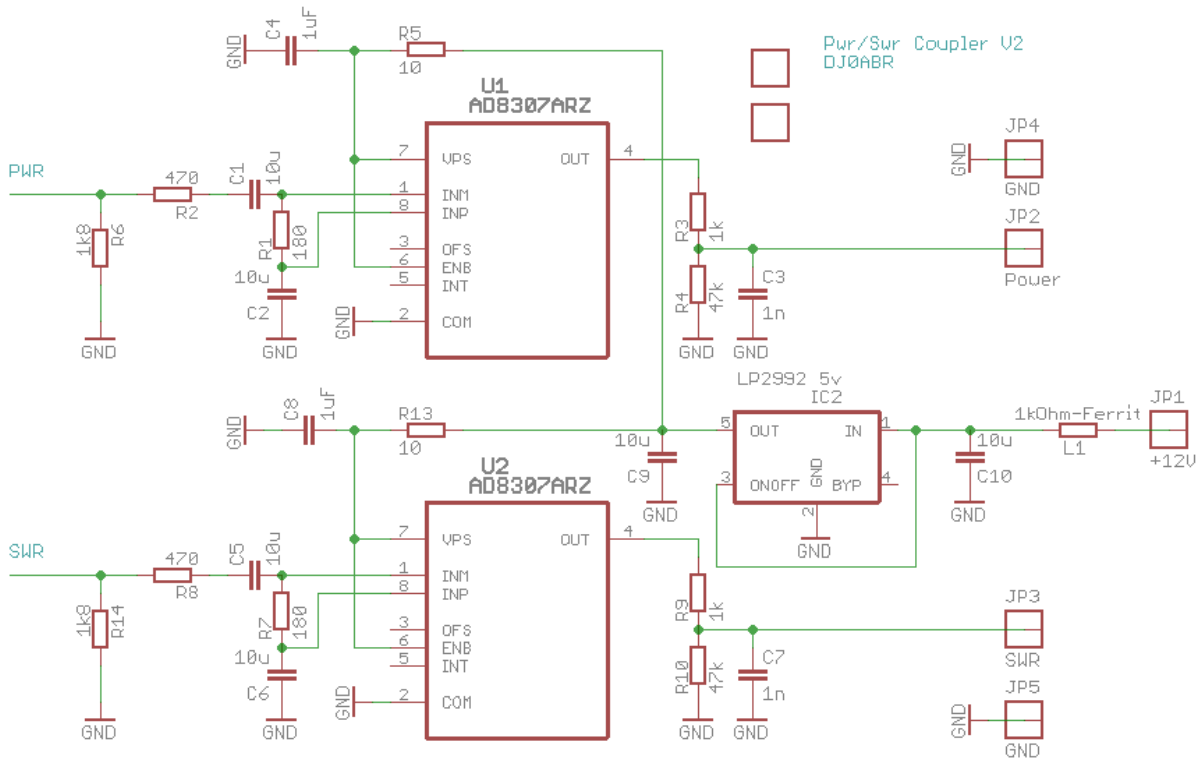 Pwr/Swr Coupler V2
DJ0ABR
GND
C4
1uF
R5
10
U1
AD8307ARZ
7 VPS
1 INM
8 INP
3 OFS
6 ENB
5 INT
2 COM
OUT 4
GND
PWR
470
R2
C1
10u
1k8
R6
GND
R1
180
10u
C2
GND
R3
1k
R4
47k
GND
C3
1n
GND
JP4
GND
GND
JP2
Power
LP2992 5v
IC2
5 OUT
IN 1
3 ONOFF
GND
2
BYP 4
GND
10u
C9
GND
10u
C10
GND
1kOhm-Ferrit
L1
JP1
+12V
GND
C8
1uF
R13
10
U2
AD8307ARZ
7 VPS
1 INM
8 INP
3 OFS
6 ENB
5 INT
2 COM
OUT 4
GND
SWR
470
R8
C5
10u
1k8
R14
GND
R7
180
10u
C6
GND
R9
1k
R10
47k
GND
C7
1n
GND
JP3
SWR
JP5
GND
GND